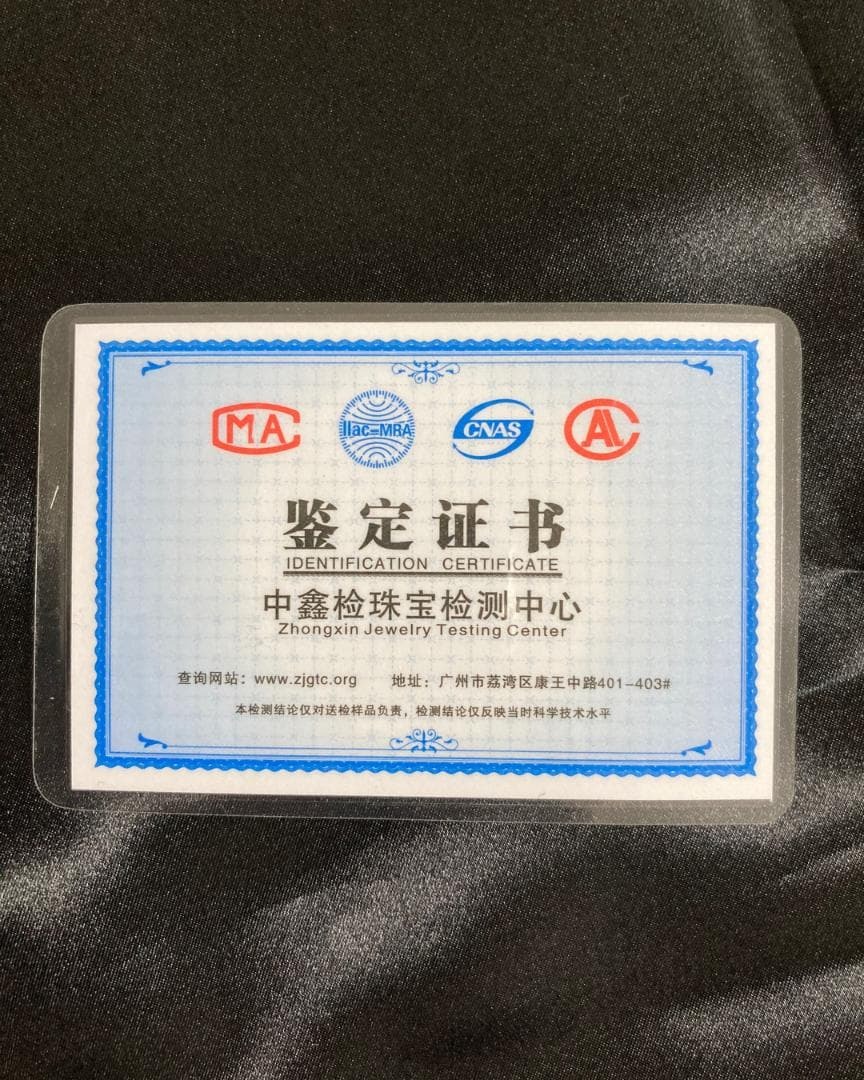 MA ilac-MRA CNAS AL
鉴定证书
IDENTIFICATION CERTIFICATE
中鑫检珠宝检测中心
Zhongxin Jewelry Testing Center
查询网站：www.zjgtc.org 地址：广州市荔湾区康王中路401-403#
本检测结论仅对送检样品负责，检测结论仅反映当时科学技术水平